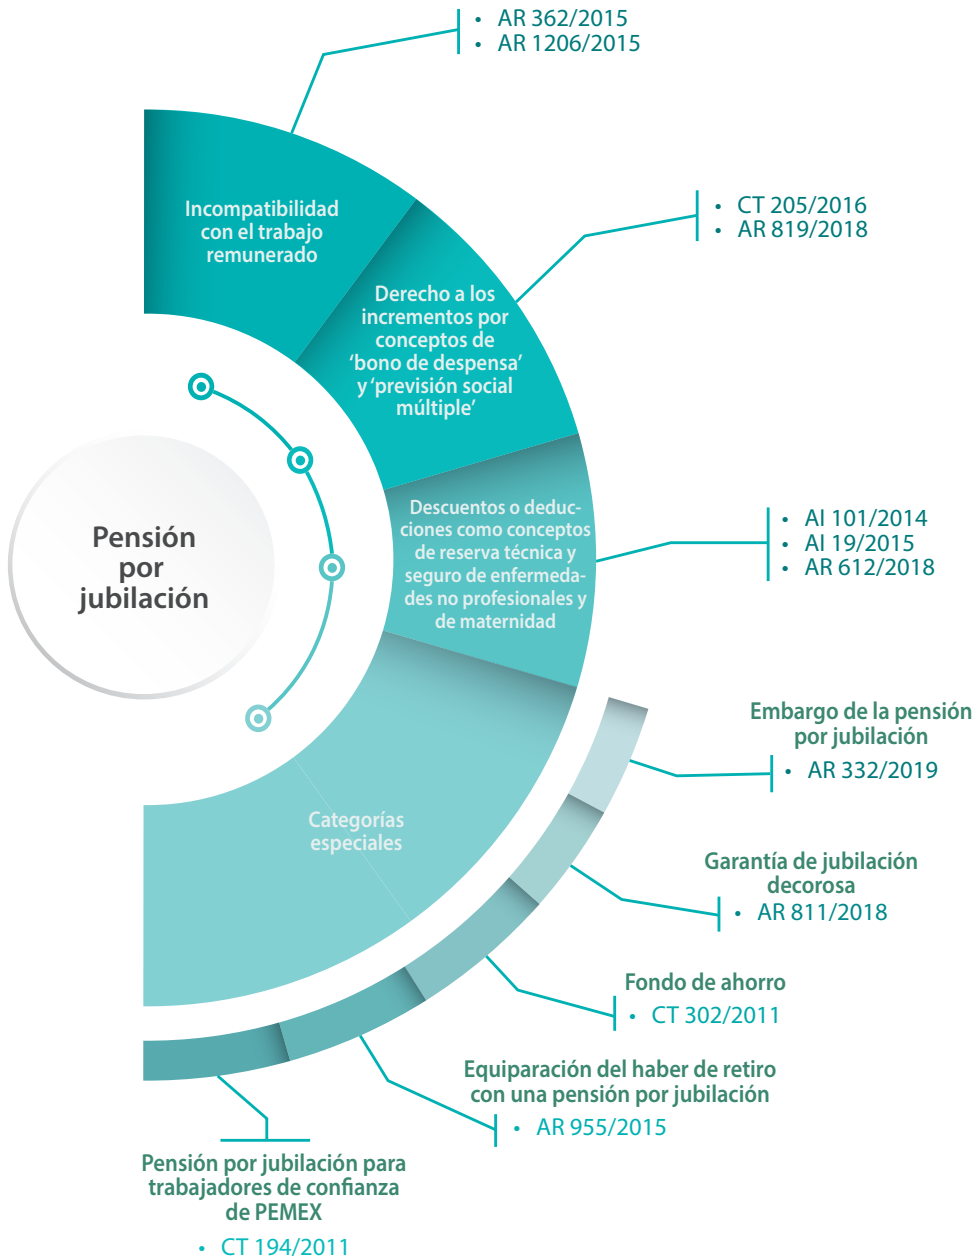 • AR 362/2015
• AR 1206/2015
Incompatibilidad
con el trabajo
remunerado
• CT 205/2016
• AR 819/2018
Derecho a los
incrementos por
conceptos de
‘bono de despensa’
y ‘previsión social
múltiple’
Pensión
por
jubilación
Descuentos o deduc-
ciones como conceptos
de reserva técnica y
seguro de enfermeda-
des no profesionales y
de maternidad
• AI 101/2014
• AI 19/2015
• AR 612/2018
Categorías
especiales
Embargo de la pensión
por jubilación
• AR 332/2019
Garantía de jubilación
decorosa
• AR 811/2018
Fondo de ahorro
• CT 302/2011
Equiparación del haber de retiro
con una pensión por jubilación
• AR 955/2015
Pensión por jubilación para
trabajadores de confianza
de PEMEX
• CT 194/2011